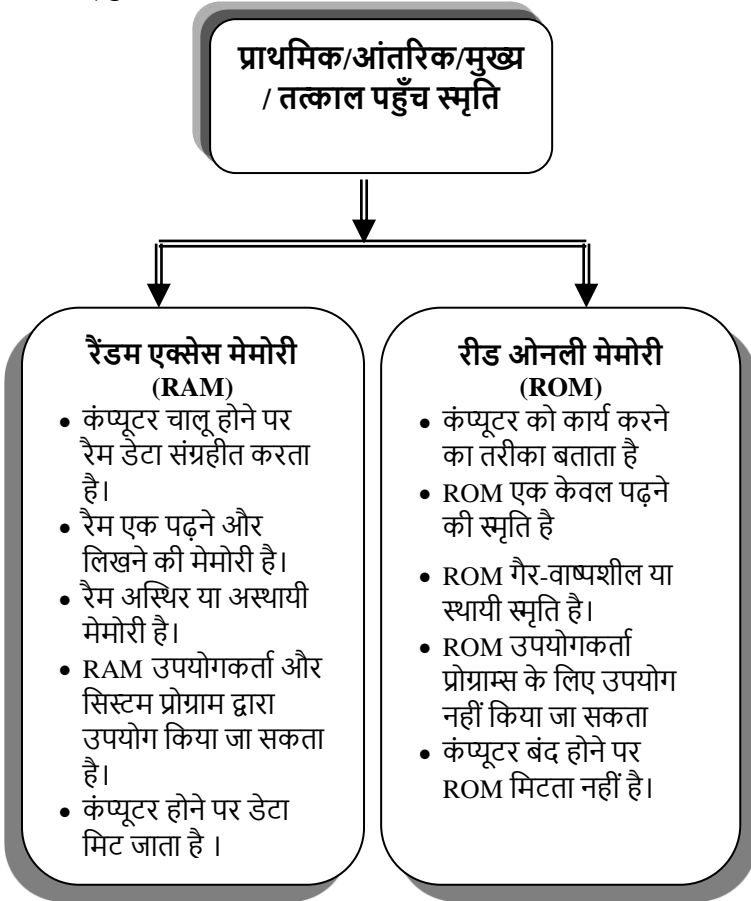 प्राथमिक/आंतरिक/मुख्य
/ तत्काल पहुँच स्मृति
रैंडम एक्सेस मेमोरी
(RAM)
• कंप्यूटर चालू होने पर
रैम डेटा संग्रहीत करता
है।
• रैम एक पढ़ने और
लिखने की मेमोरी है।
• रैम अस्थिर या अस्थायी
मेमोरी है।
• RAM उपयोगकर्ता और
सिस्टम प्रोग्राम द्वारा
उपयोग किया जा सकता
है।
• कंप्यूटर होने पर डेटा
मिट जाता है ।
रीड ओनली मेमोरी
(ROM)
• कंप्यूटर को कार्य करने
का तरीका बताता है
• ROM एक केवल पढ़ने
की स्मृति है
• ROM गैर-वाष्पशील या
स्थायी स्मृति है।
• ROM उपयोगकर्ता
प्रोग्राम्स के लिए उपयोग
नहीं किया जा सकता
• कंप्यूटर बंद होने पर
ROM मिटता नहीं है।